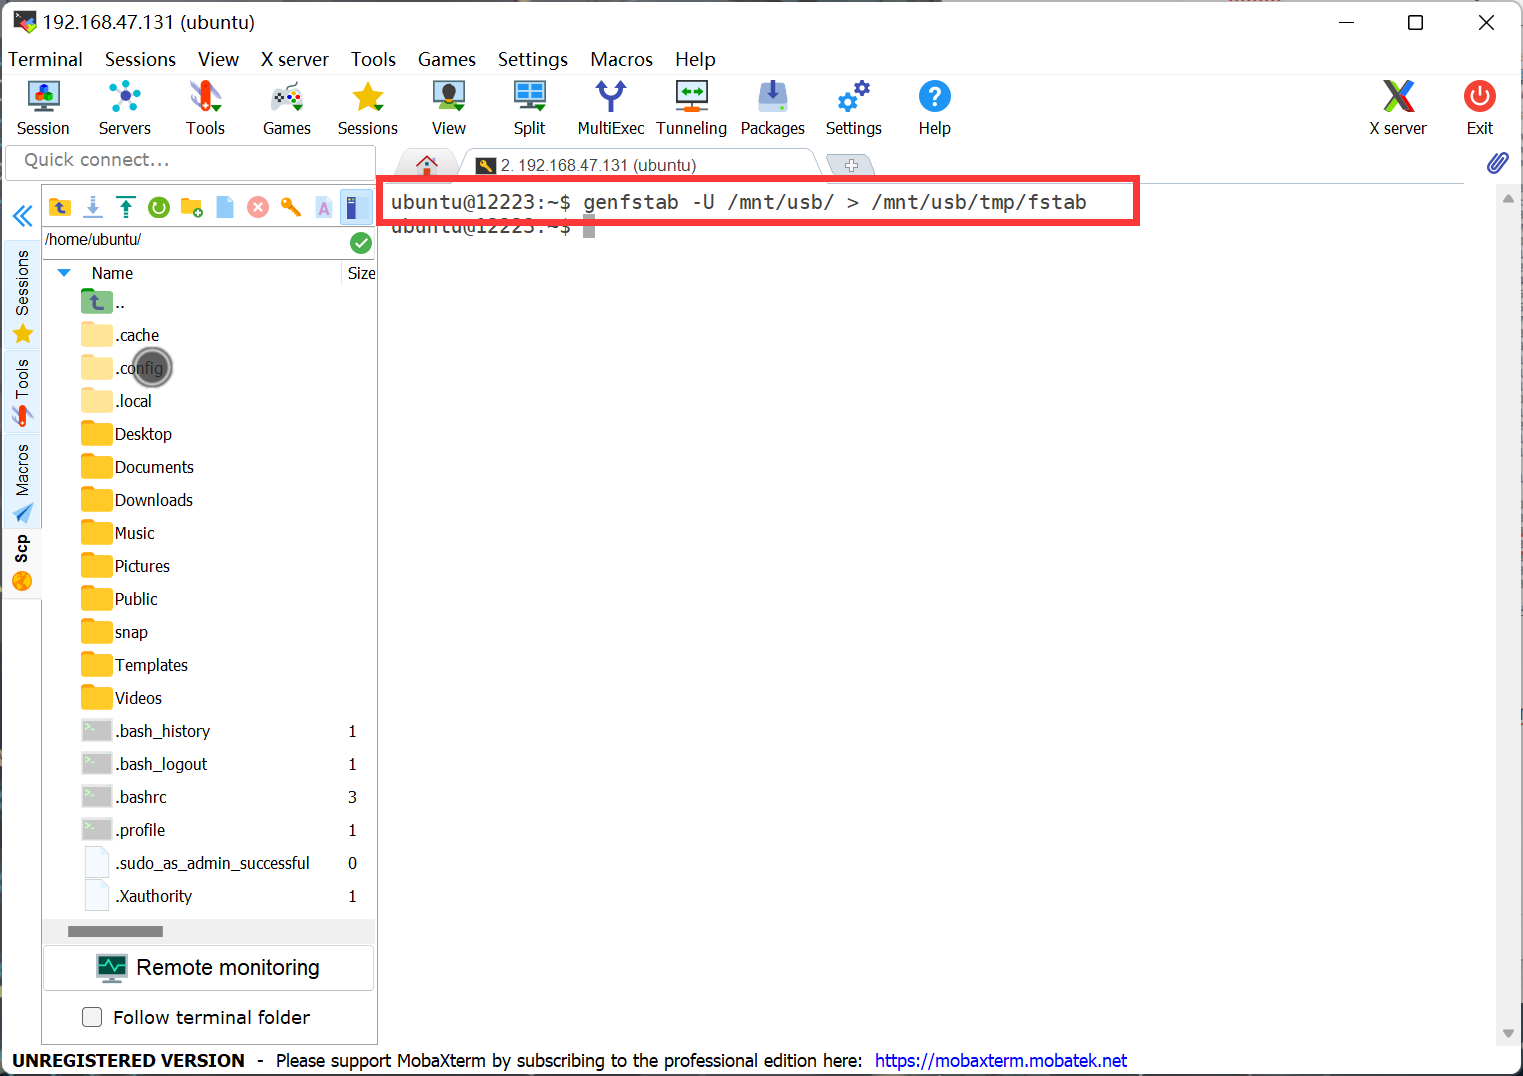 192.168.47.131 (ubuntu)
Terminal Sessions View X server Tools Games Settings Macros Help
Session Servers Tools Games Sessions View Split MultiExec Tunneling Packages Settings Help X server Exit
Quick connect...
2. 192.168.47.131 (ubuntu)
ubuntu@12223:~$ genfstab -U /mnt/usb/ > /mnt/usb/tmp/fstab
ubuntu@12223:~$
/home/ubuntu/
Name Size
..
.cache
.config
.local
Desktop
Documents
Downloads
Music
Pictures
Public
snap
Templates
Videos
.bash_history 1
.bash_logout 1
.bashrc 3
.profile 1
.sudo_as_admin_successful 0
.Xauthority 1
Sessions
Tools
Macros
Scp
Remote monitoring
Follow terminal folder
UNREGISTERED VERSION - Please support MobaXterm by subscribing to the professional edition here: https://mobaxterm.mobatek.net